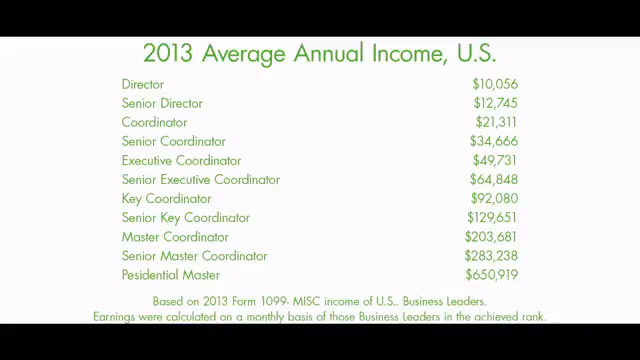 2013 Average Annual Income, U.S.
Director $10,056
Senior Director $12,745
Coordinator $21,311
Senior Coordinator $34,666
Executive Coordinator $49,731
Senior Executive Coordinator $64,848
Key Coordinator $92,080
Senior Key Coordinator $129,651
Master Coordinator $203,681
Senior Master Coordinator $283,238
Pesidential Master $650,919
Based on 2013 Form 1099- MISC income of U.S.. Business Leaders.
Earnings were calculated on a monthly basis of those Business Leaders in the achieved rank.